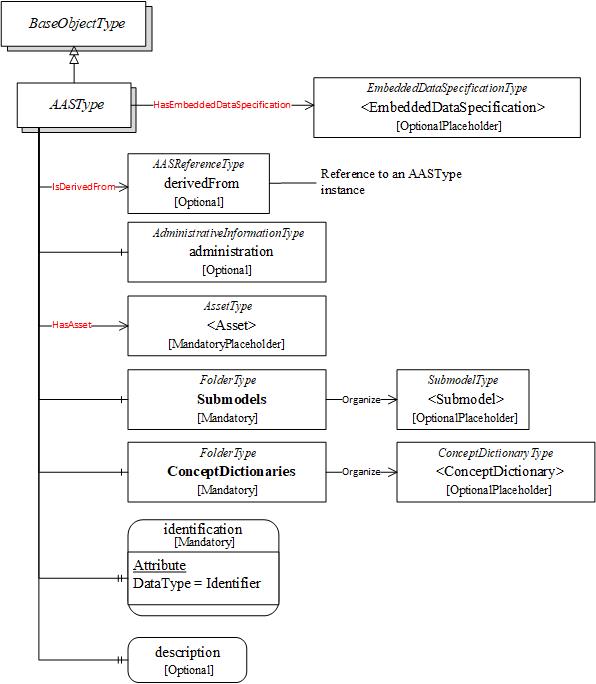 BaseObjectType
AASType
HasEmbeddedDataSpecification
EmbeddedDataSpecificationType
<EmbeddedDataSpecification>
[OptionalPlaceholder]
IsDerivedFrom
AASReferenceType
derivedFrom
[Optional]
Reference to an AASType
instance
AdministrativeInformationType
administration
[Optional]
HasAsset
AssetType
<Asset>
[MandatoryPlaceholder]
FolderType
Submodels
[Mandatory]
Organize
SubmodelType
<Submodel>
[OptionalPlaceholder]
FolderType
ConceptDictionaries
[Mandatory]
Organize
ConceptDictionaryType
<ConceptDictionary>
[OptionalPlaceholder]
identification
[Mandatory]
Attribute
DataType = Identifier
description
[Optional]